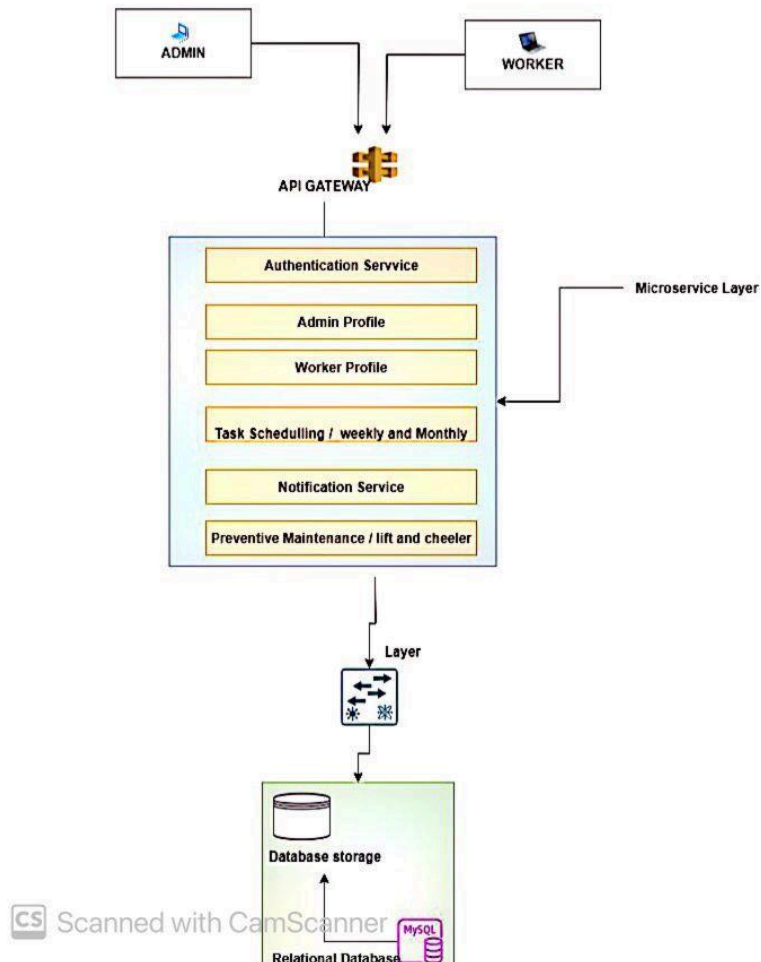 ADMIN
WORKER
API GATEWAY
Authentication Servvice
Microservice Layer
Admin Profile
Worker Profile
Task Schedulling / weekly and Monthly
Notification Service
Preventive Maintenance / lift and cheeler
Layer
Database storage
CS Scanned with CamScanner
MySQL
Relational Database